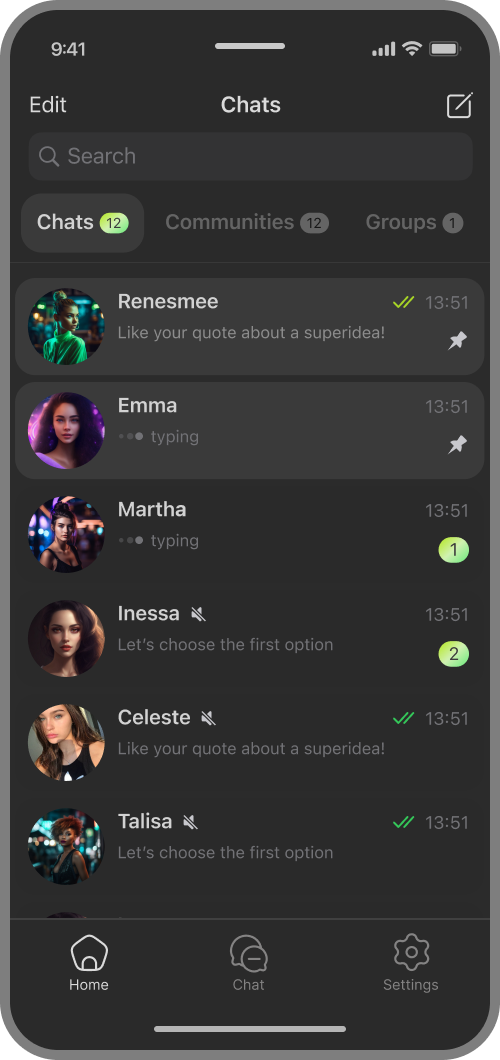 9:41
Edit Chats
Search
Chats 12 Communities 12 Groups 1
Renesmee 13:51
Like your quote about a superidea!
Emma 13:51
typing
Martha 13:51
typing 1
Inessa 13:51
Let's choose the first option 2
Celeste 13:51
Like your quote about a superidea!
Talisa 13:51
Let's choose the first option
Home Chat Settings